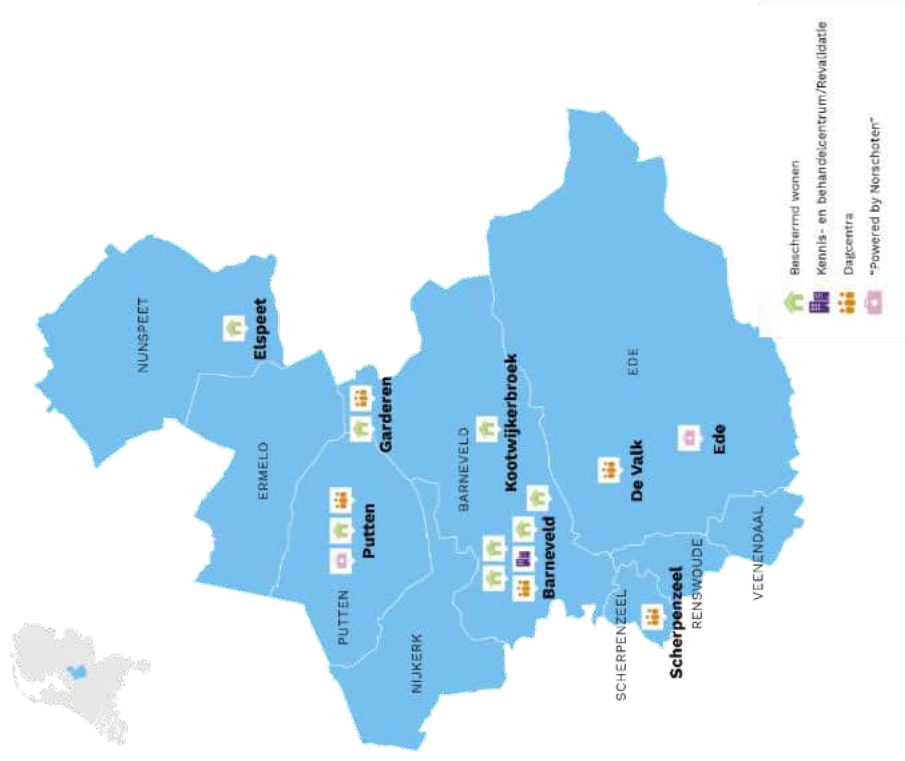 NUNSPEET
Elspeet
ERMELO
Garderen
Putten
PUTTEN
NIJKERK
BARNEVELD
Kootwijkerbroek
Barneveld
EDE
De Valk
Ede
SCHERPENZEEL
Scherpenzeel
RENSWOUDE
VEENENDAAL
Beschermd wonen
Kennis- en behandelcentrum/Revalidatie
Dagcentra
"Powered by Norschoten"